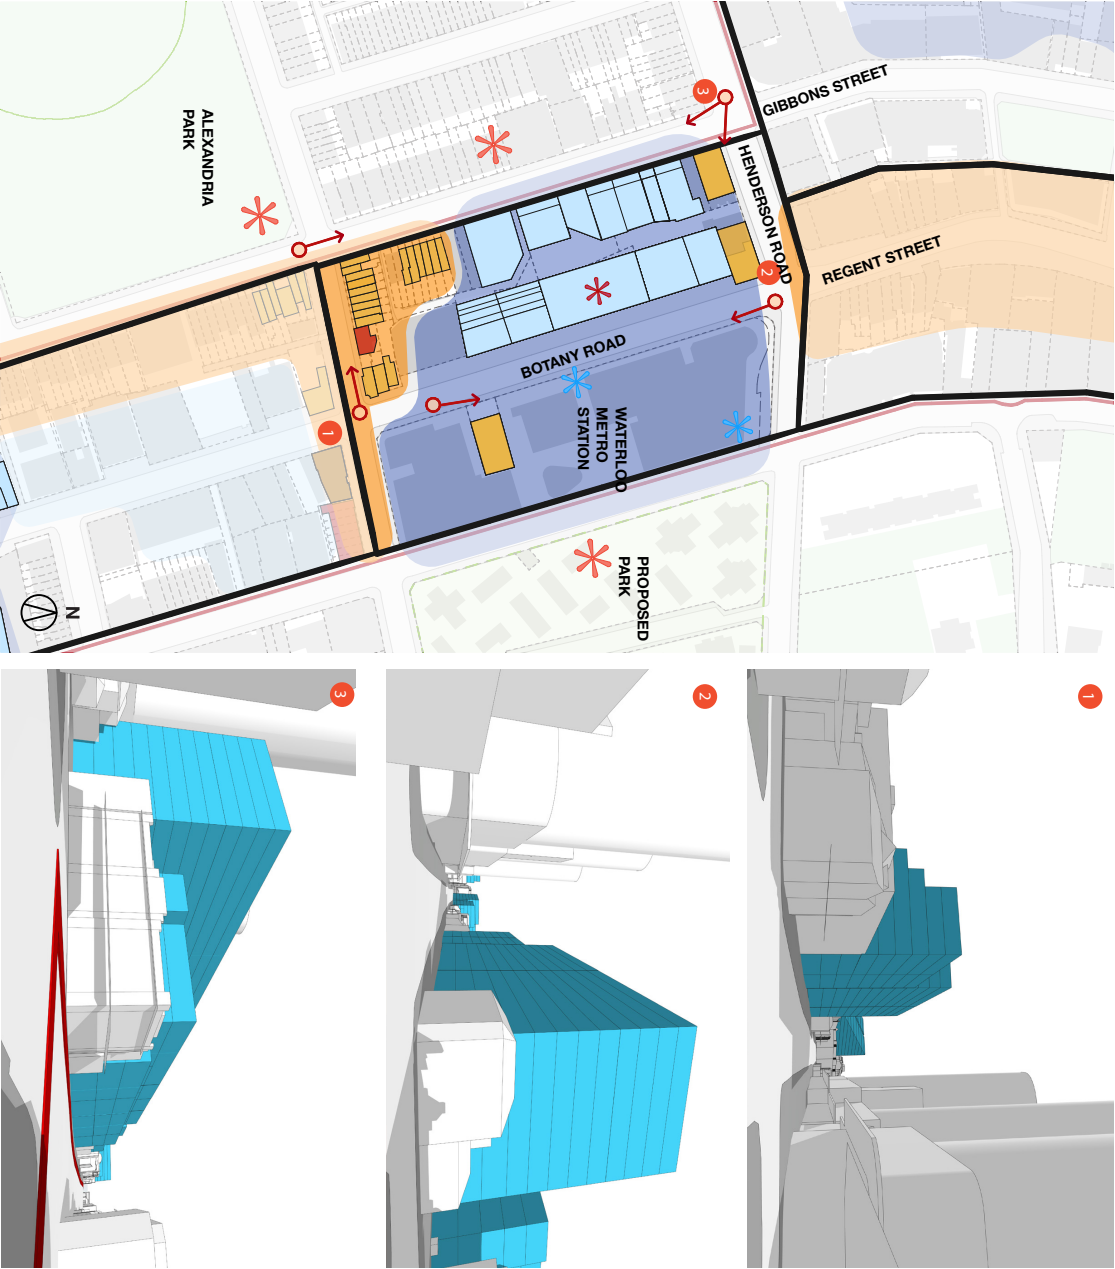 GIBBONS STREET
3
HENDERSON ROAD
ALEXANDRIA
PARK
REGENT STREET
2
BOTANY ROAD
WATERLOO
METRO
STATION
1
PROPOSED
PARK
N
3
2
1